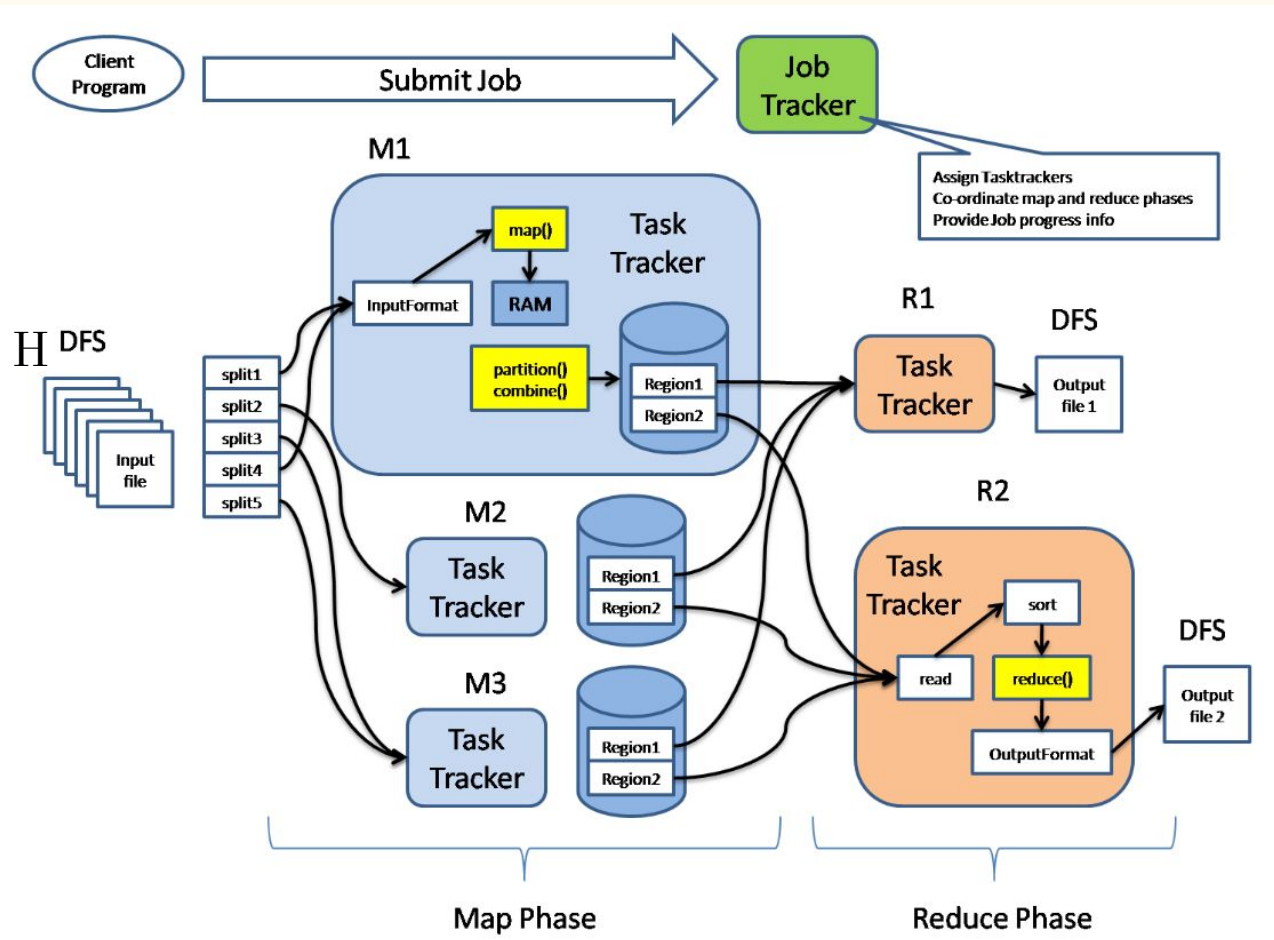 Client
Program
Submit Job
Job
Tracker
Assign Tasktrackers
Co-ordinate map and reduce phases
Provide Job progress info
M1
Task
Tracker
map()
InputFormat
RAM
partition()
combine()
Region1
Region2
H DFS
Input
file
split1
split2
split3
split4
split5
M2
Task
Tracker
Region1
Region2
M3
Task
Tracker
Region1
Region2
R1
Task
Tracker
DFS
Output
file 1
R2
Task
Tracker
sort
read
reduce()
OutputFormat
DFS
Output
file 2
Map Phase
Reduce Phase